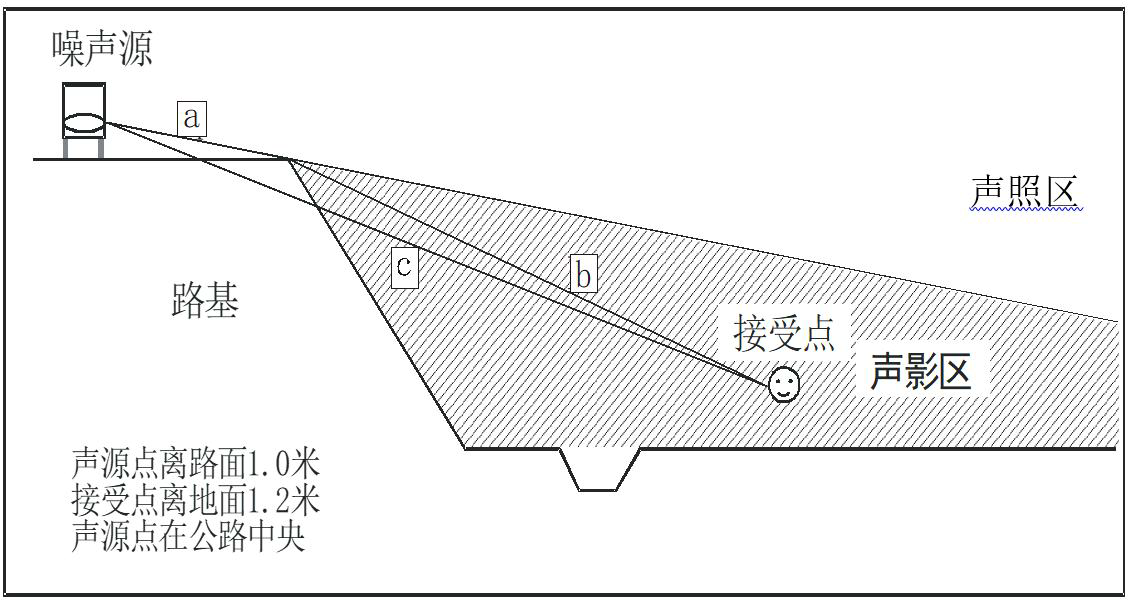 噪声源
a
声照区
c
b
路基
接受点
声影区
声源点离路面1.0米
接受点离地面1.2米
声源点在公路中央